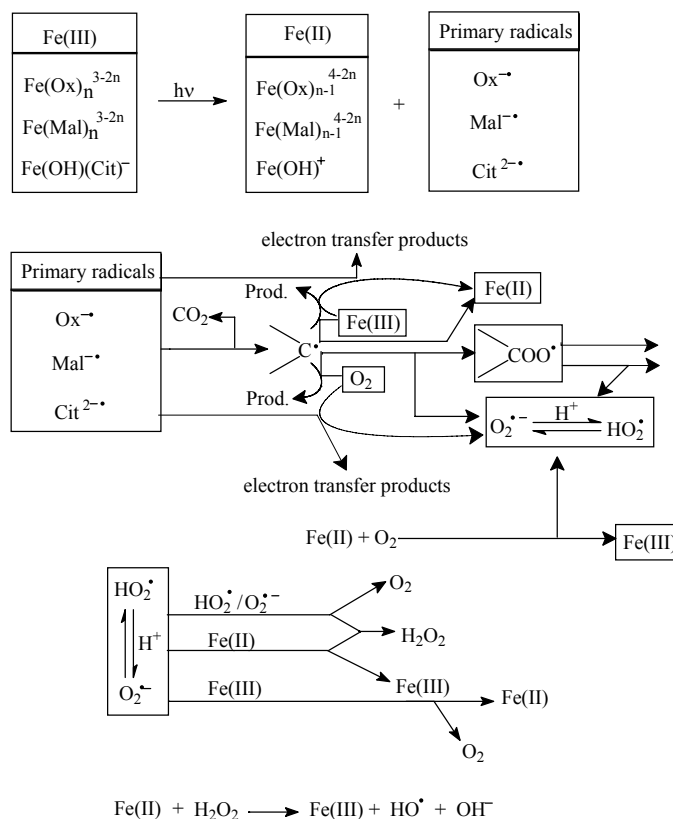 Fe(III) Fe(II) Primary radicals
Fe(Ox)ₙ³⁻²ⁿ hν Fe(Ox)ₙ₋₁⁴⁻²ⁿ Ox⁻•
Fe(Mal)ₙ³⁻²ⁿ Fe(Mal)ₙ₋₁⁴⁻²ⁿ + Mal⁻•
Fe(OH)(Cit)⁻ Fe(OH)⁺ Cit²⁻•
electron transfer products
Primary radicals
Prod. Fe(II)
Ox⁻• CO₂ Fe(III)
Mal⁻• C• COO•
O₂
Cit²⁻• Prod. O₂•⁻ H⁺ HO₂•
electron transfer products
Fe(II) + O₂ Fe(III)
HO₂• HO₂•/O₂•⁻ O₂
H⁺ Fe(II) H₂O₂
O₂•⁻ Fe(III) Fe(III) Fe(II)
O₂
Fe(II) + H₂O₂ → Fe(III) + HO• + OH⁻